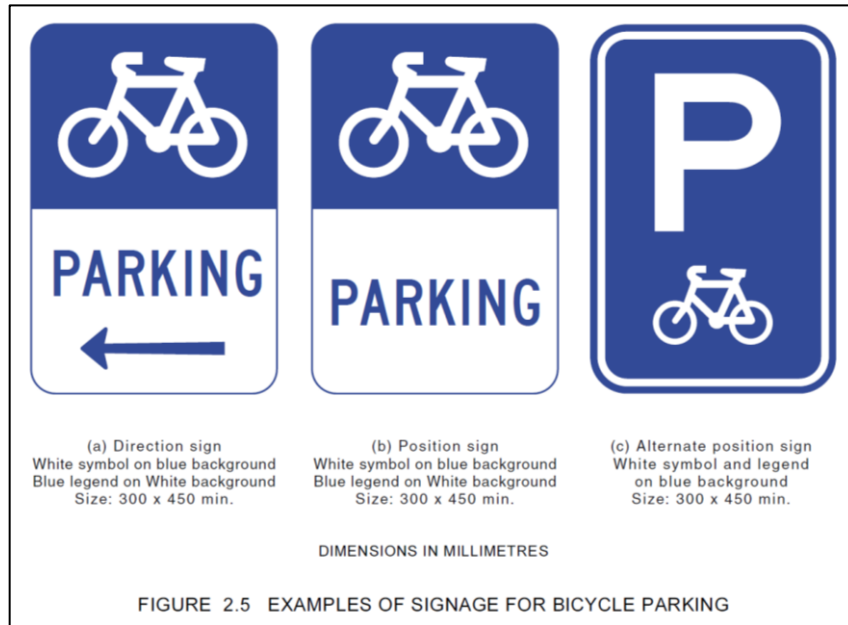 PARKING
PARKING
P
(a) Direction sign
White symbol on blue background
Blue legend on White background
Size: 300 x 450 min.
(b) Position sign
White symbol on blue background
Blue legend on White background
Size: 300 x 450 min.
(c) Alternate position sign
White symbol and legend
on blue background
Size: 300 x 450 min.
DIMENSIONS IN MILLIMETRES
FIGURE 2.5 EXAMPLES OF SIGNAGE FOR BICYCLE PARKING